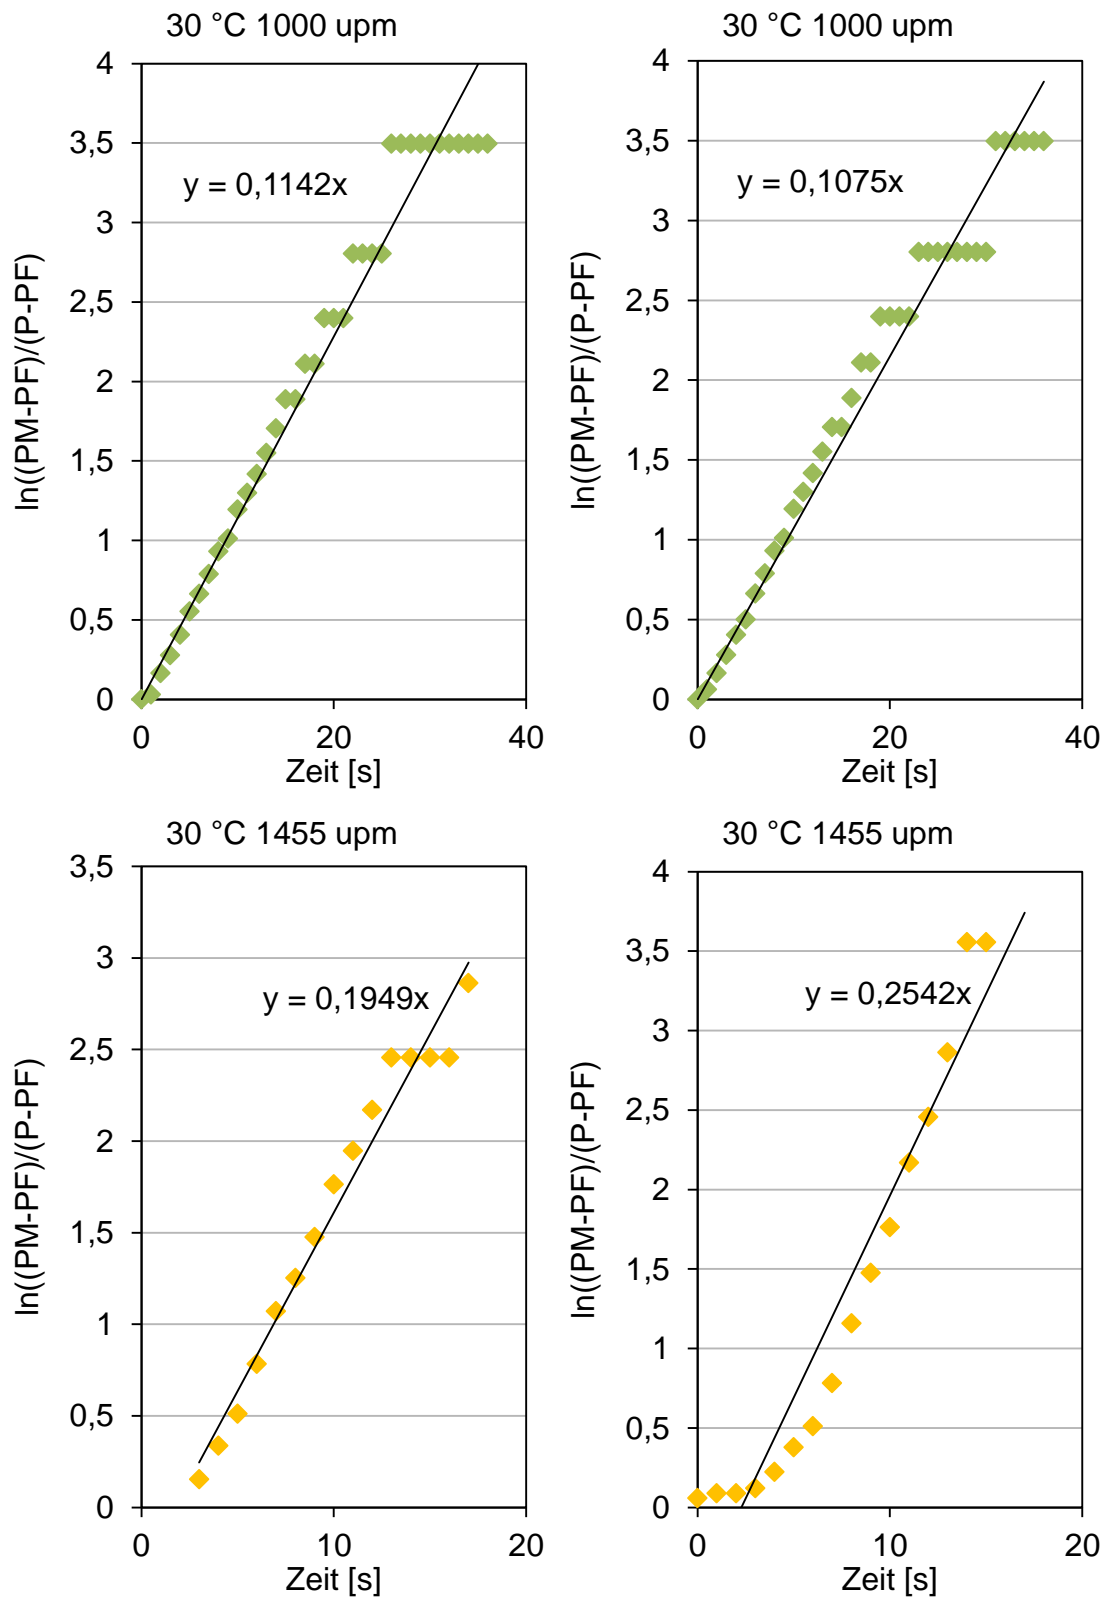 30 °C 1000 upm
4
3,5
3
2,5
2
1,5
1
0,5
0
y = 0,1142x
ln((PM-PF)/(P-PF)
0
20
40
Zeit [s]
30 °C 1000 upm
4
3,5
3
2,5
2
1,5
1
0,5
0
y = 0,1075x
ln((PM-PF)/(P-PF)
0
20
40
Zeit [s]
30 °C 1455 upm
3,5
3
2,5
2
1,5
1
0,5
0
y = 0,1949x
ln((PM-PF)/(P-PF)
0
10
20
Zeit [s]
30 °C 1455 upm
4
3,5
3
2,5
2
1,5
1
0,5
0
y = 0,2542x
ln((PM-PF)/(P-PF)
0
10
20
Zeit [s]